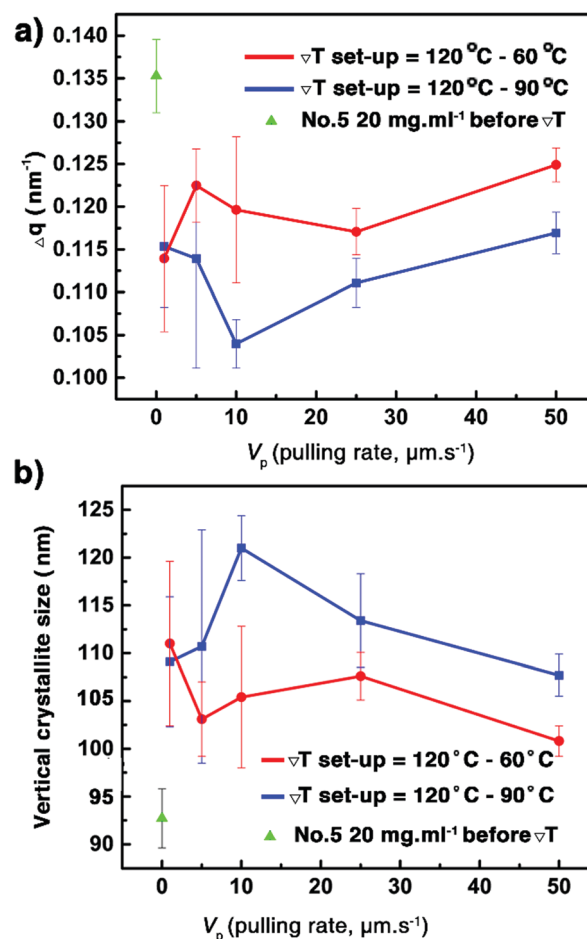 a)
0.140
0.135
0.130
0.125
0.120
0.115
0.110
0.105
0.100
△q ( nm⁻¹)
▽T set-up = 120°C - 60 °C
▽T set-up = 120°C - 90°C
No.5 20 mg.ml⁻¹ before ▽T
0 10 20 30 40 50
Vp (pulling rate, µm.s⁻¹)
b)
125
120
115
110
105
100
95
90
Vertical crystallite size ( nm)
▽T set-up = 120°C - 60°C
▽T set-up = 120°C - 90°C
No.5 20 mg.ml⁻¹ before ▽T
0 10 20 30 40 50
Vp (pulling rate, µm.s⁻¹)